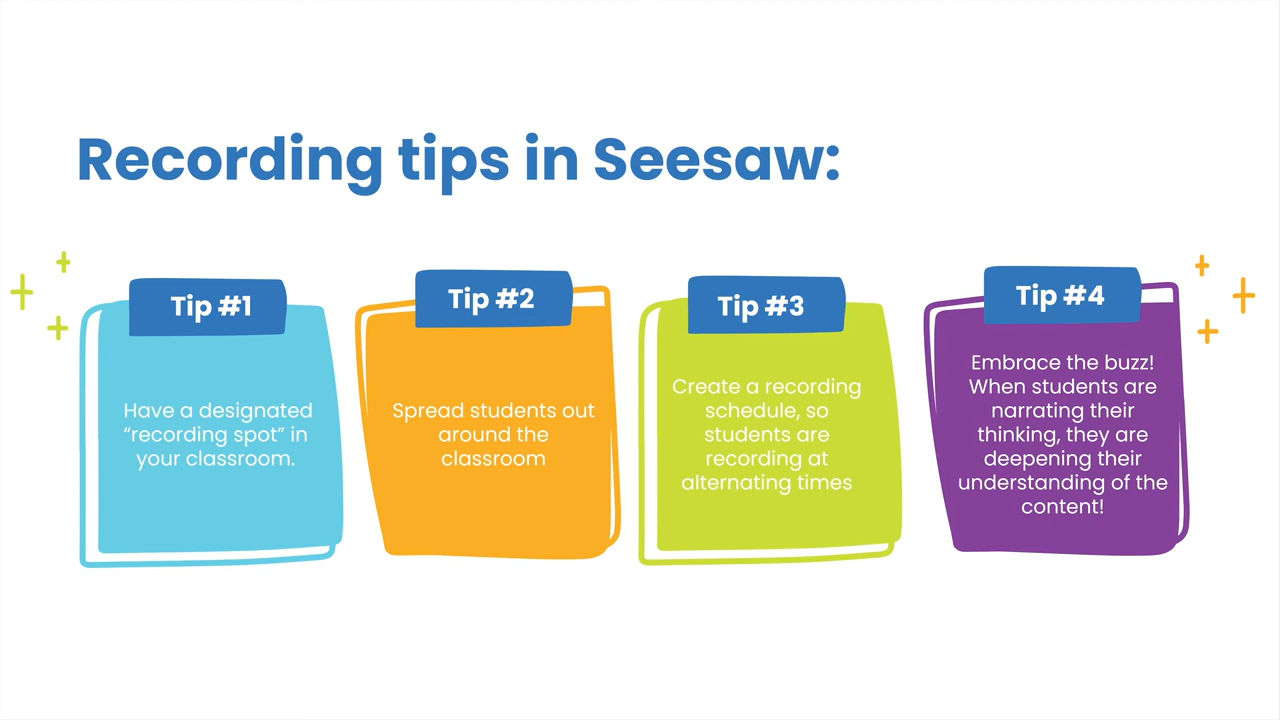 Recording tips in Seesaw:
Tip #1
Have a designated
“recording spot” in
your classroom.
Tip #2
Spread students out
around the
classroom
Tip #3
Create a recording
schedule, so
students are
recording at
alternating times
Tip #4
Embrace the buzz!
When students are
narrating their
thinking, they are
deepening their
understanding of the
content!